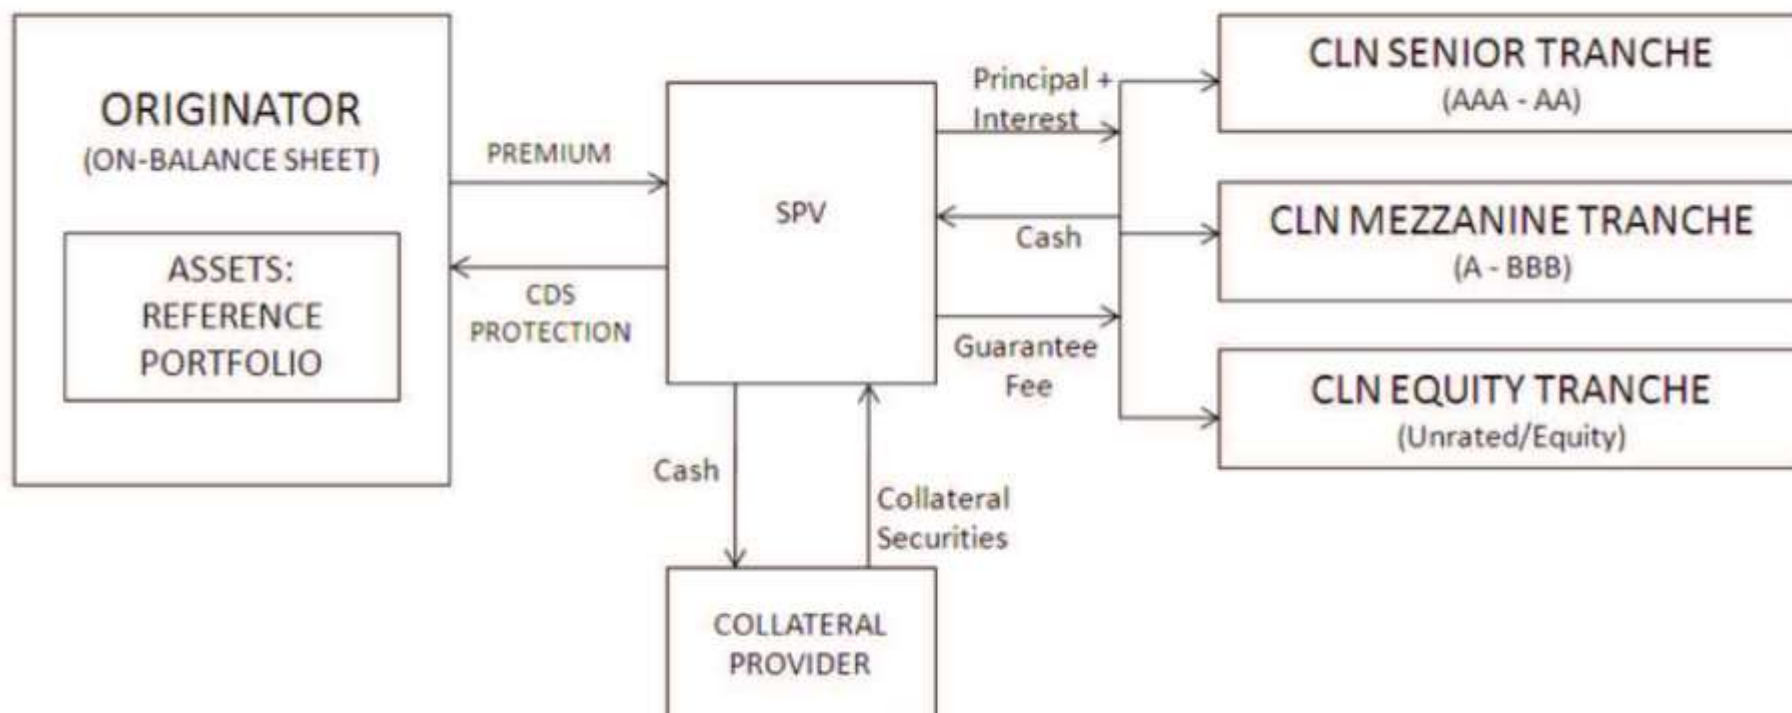 ORIGINATOR
(ON-BALANCE SHEET)
ASSETS:
REFERENCE
PORTFOLIO
PREMIUM
CDS
PROTECTION
SPV
Principal +
Interest
Cash
Guarantee
Fee
Cash
Collateral
Securities
COLLATERAL
PROVIDER
CLN SENIOR TRANCHE
(AAA - AA)
CLN MEZZANINE TRANCHE
(A - BBB)
CLN EQUITY TRANCHE
(Unrated/Equity)